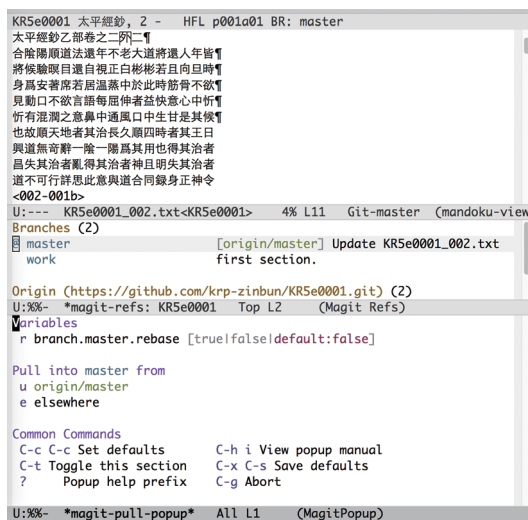 KR5e0001 太平經鈔, 2 - HFL p001a01 BR: master
太平經鈔乙部卷之二外二¶
合陰陽順道法還年不老大道將還人年皆¶
將候驗瞑目還自視正白彬彬若且向旦時¶
身爲安著席若居溫蒸中於此時筋骨不欲¶
見動口不欲言語每屈伸者益快意心中忻¶
忻有混潤之意鼻中通風口中生甘是其候¶
也故順天地者其治長久順四時者其王日
興道無奇辭一陰一陽爲其用也得其治者
昌失其治者亂得其治者神且明失其治者
道不可行詳思此意與道合同録身正神令
<002-001b>
U:--- KR5e0001_002.txt<KR5e0001> 4% L11 Git-master (mandoku-view
Branches (2)
@ master [origin/master] Update KR5e0001_002.txt
work first section.
Origin (https://github.com/krp-zinbun/KR5e0001.git) (2)
U:%%- *magit-refs: KR5e0001 Top L2 (Magit Refs)
Variables
r branch.master.rebase [true|false|default:false]
Pull into master from
u origin/master
e elsewhere
Common Commands
C-c C-c Set defaults C-h i View popup manual
C-t Toggle this section C-x C-s Save defaults
? Popup help prefix C-g Abort
U:%%- *magit-pull-popup* All L1 (MagitPopup)